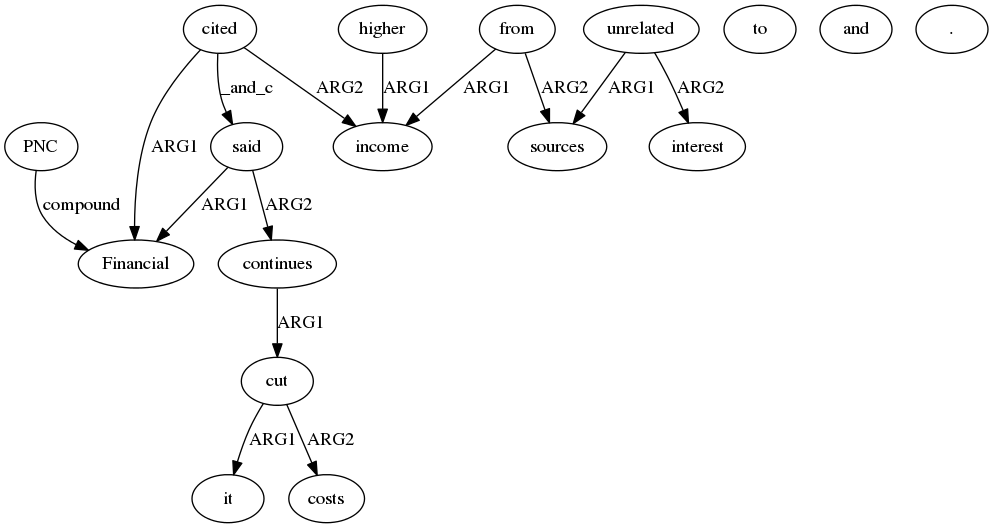 cited
higher
from
unrelated
to
and
.
_and_c
ARG2
ARG1
ARG1
ARG2
ARG1
ARG2
PNC
ARG1
said
income
sources
interest
compound
ARG1
ARG2
Financial
continues
ARG1
cut
ARG1
ARG2
it
costs